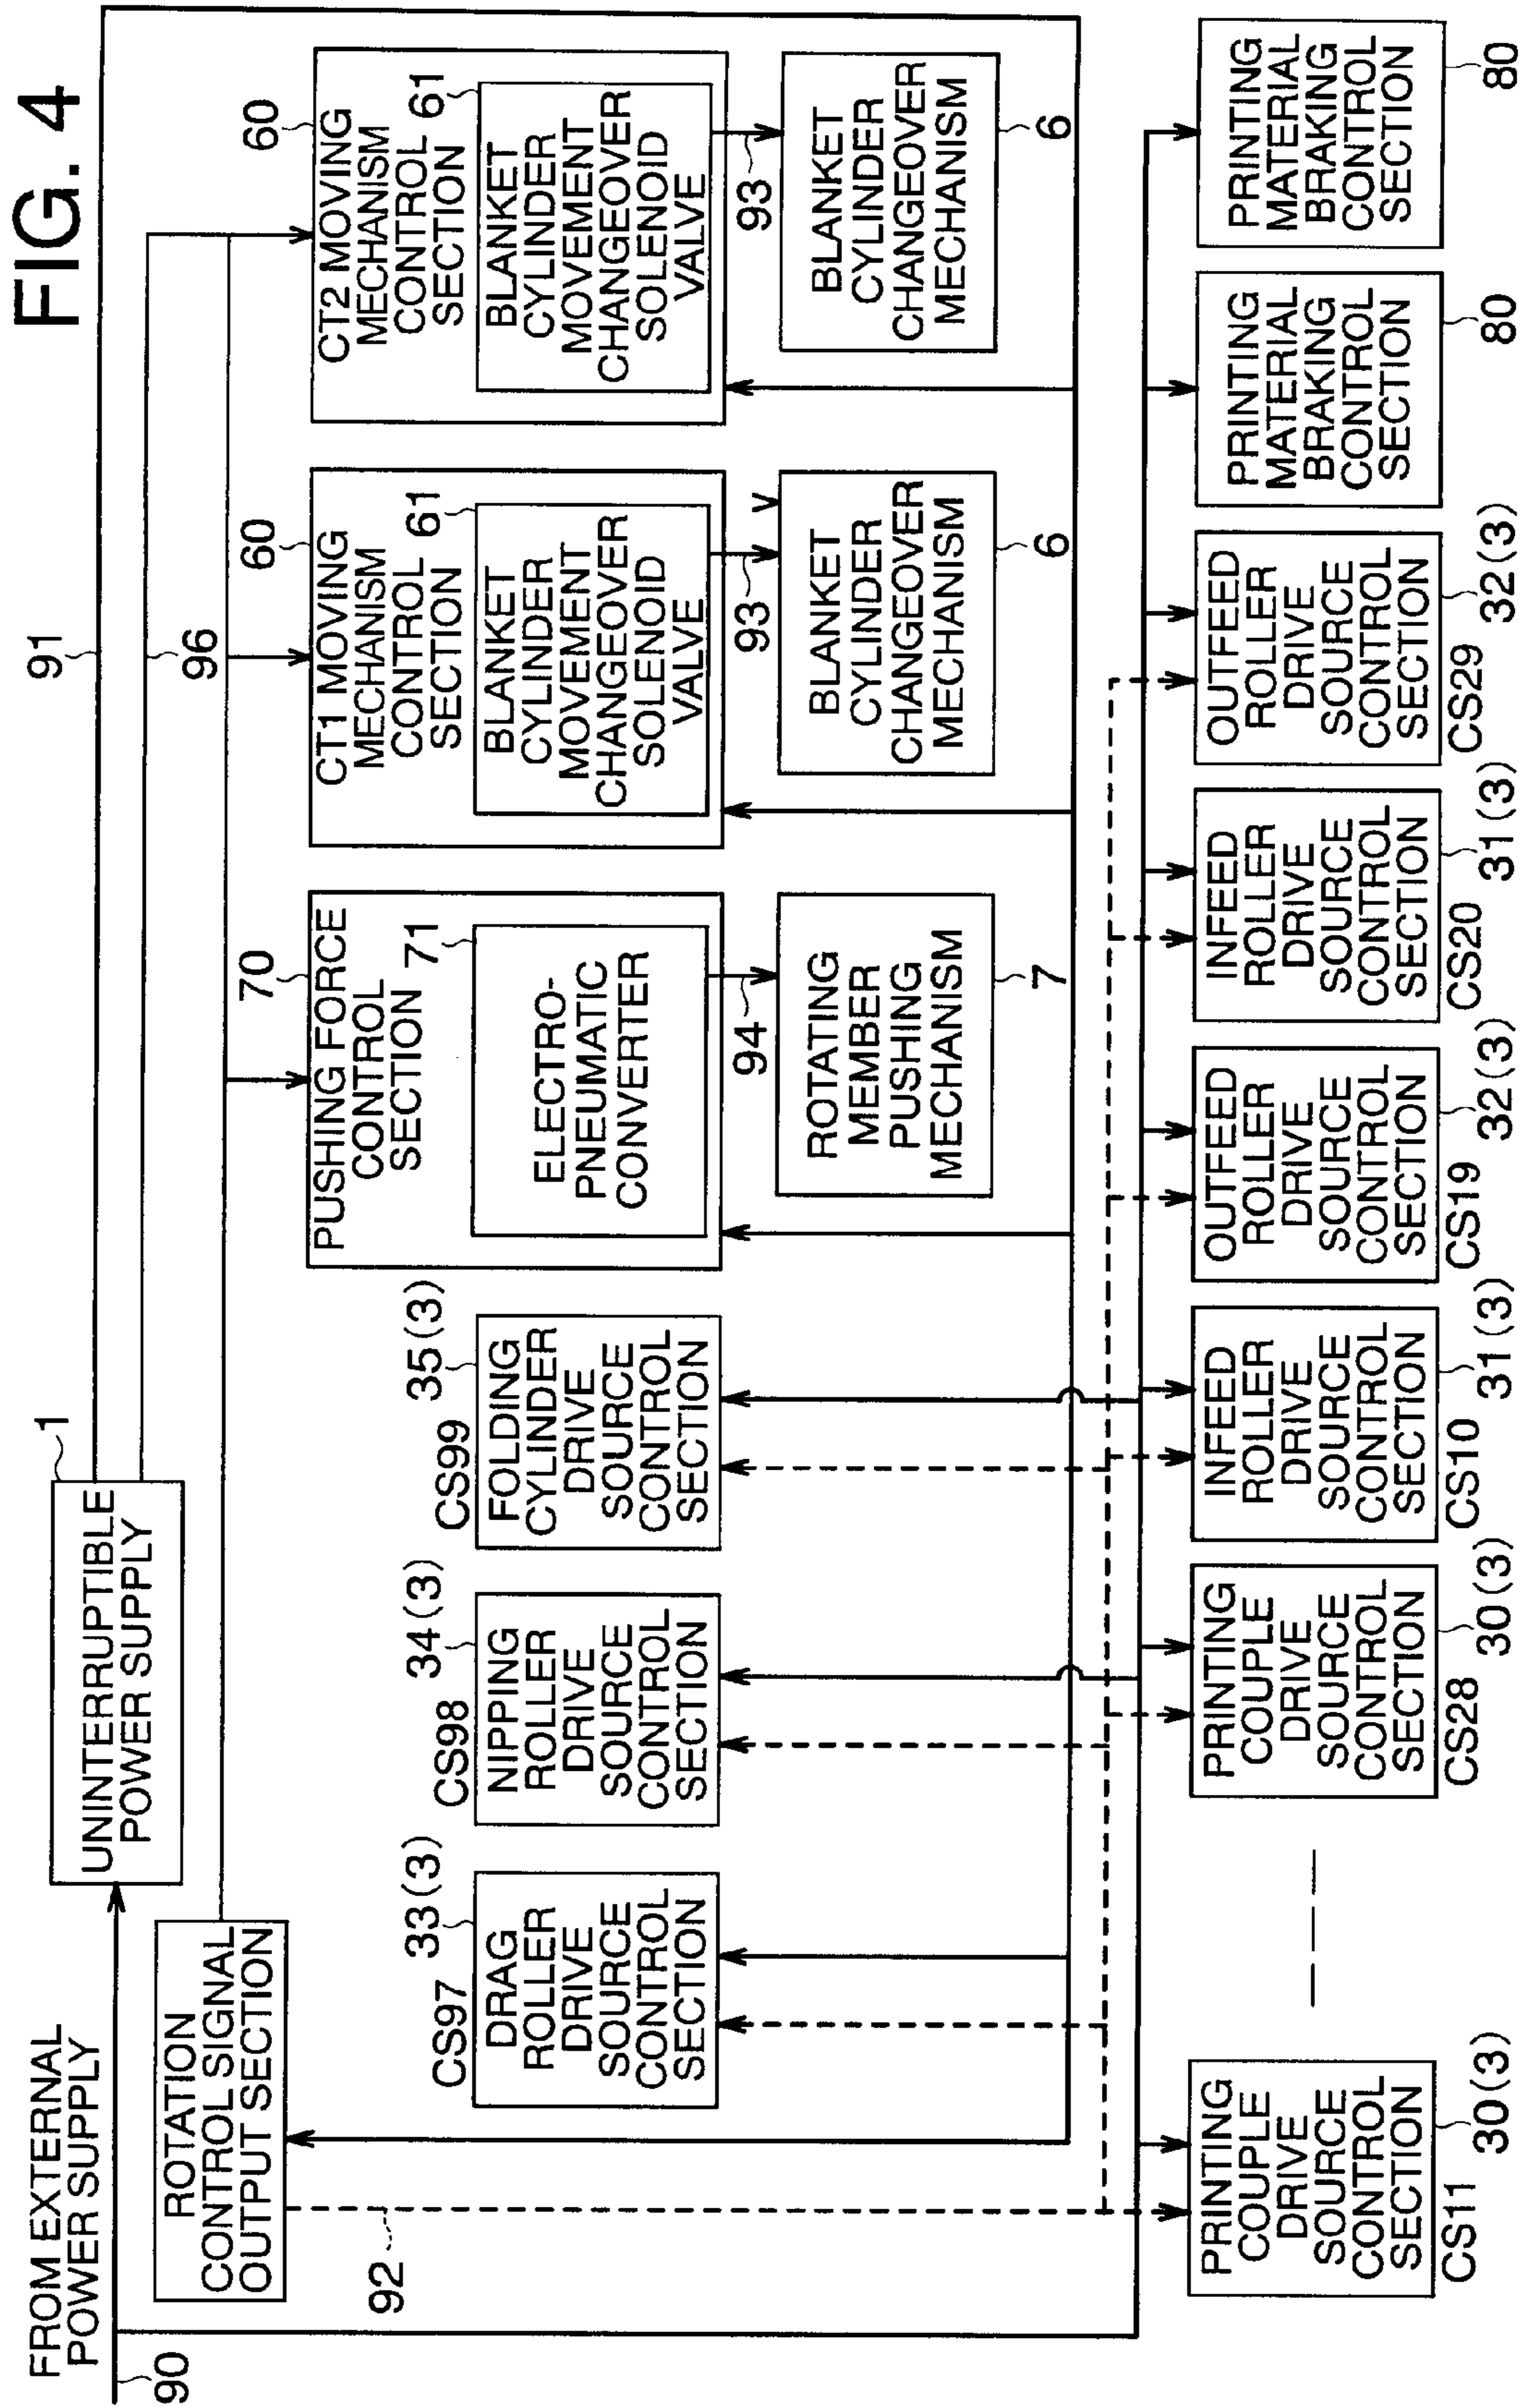 FIG. 4
FROM EXTERNAL
POWER SUPPLY
90
1
UNINTERRUPTIBLE
POWER SUPPLY
91
96
ROTATION
CONTROL SIGNAL
OUTPUT SECTION
92
CS97
33(3)
DRAG
ROLLER
DRIVE
SOURCE
CONTROL
SECTION
CS98
34(3)
NIPPING
ROLLER
DRIVE
SOURCE
CONTROL
SECTION
CS99
35(3)
FOLDING
CYLINDER
DRIVE
SOURCE
CONTROL
SECTION
70
PUSHING FORCE
CONTROL
SECTION
71
ELECTRO-
PNEUMATIC
CONVERTER
94
ROTATING
MEMBER
PUSHING
MECHANISM
7
60
CT1 MOVING
MECHANISM
CONTROL
SECTION
61
BLANKET
CYLINDER
MOVEMENT
CHANGEOVER
SOLENOID
VALVE
93
V
BLANKET
CYLINDER
CHANGEOVER
MECHANISM
6
60
CT2 MOVING
MECHANISM
CONTROL
SECTION
61
BLANKET
CYLINDER
MOVEMENT
CHANGEOVER
SOLENOID
VALVE
93
BLANKET
CYLINDER
CHANGEOVER
MECHANISM
6
PRINTING
COUPLE
DRIVE
SOURCE
CONTROL
SECTION
CS11
30(3)
PRINTING
COUPLE
DRIVE
SOURCE
CONTROL
SECTION
CS28
30(3)
INFEED
ROLLER
DRIVE
SOURCE
CONTROL
SECTION
CS10
31(3)
OUTFEED
ROLLER
DRIVE
SOURCE
CONTROL
SECTION
CS19
32(3)
INFEED
ROLLER
DRIVE
SOURCE
CONTROL
SECTION
CS20
31(3)
OUTFEED
ROLLER
DRIVE
SOURCE
CONTROL
SECTION
CS29
32(3)
PRINTING
MATERIAL
BRAKING
CONTROL
SECTION
80
PRINTING
MATERIAL
BRAKING
CONTROL
SECTION
80